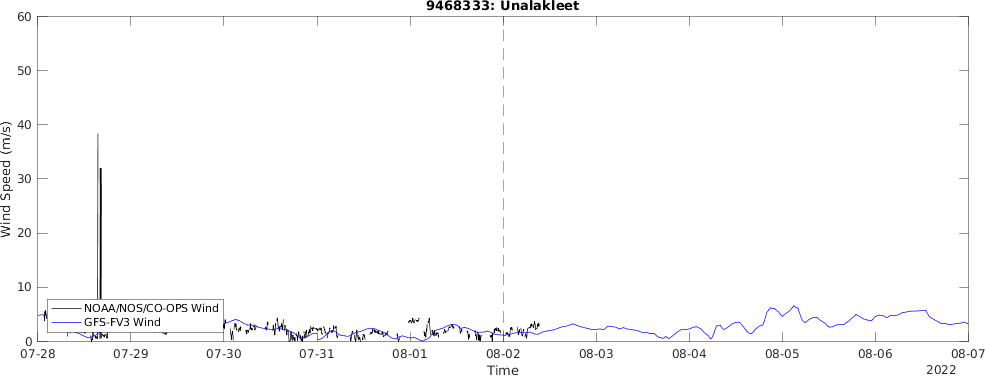 9468333: Unalakleet
60
50
40
30
20
10
0
Wind Speed (m/s)
NOAA/NOS/CO-OPS Wind
GFS-FV3 Wind
07-28 07-29 07-30 07-31 08-01 08-02 08-03 08-04 08-05 08-06 08-07
Time
2022